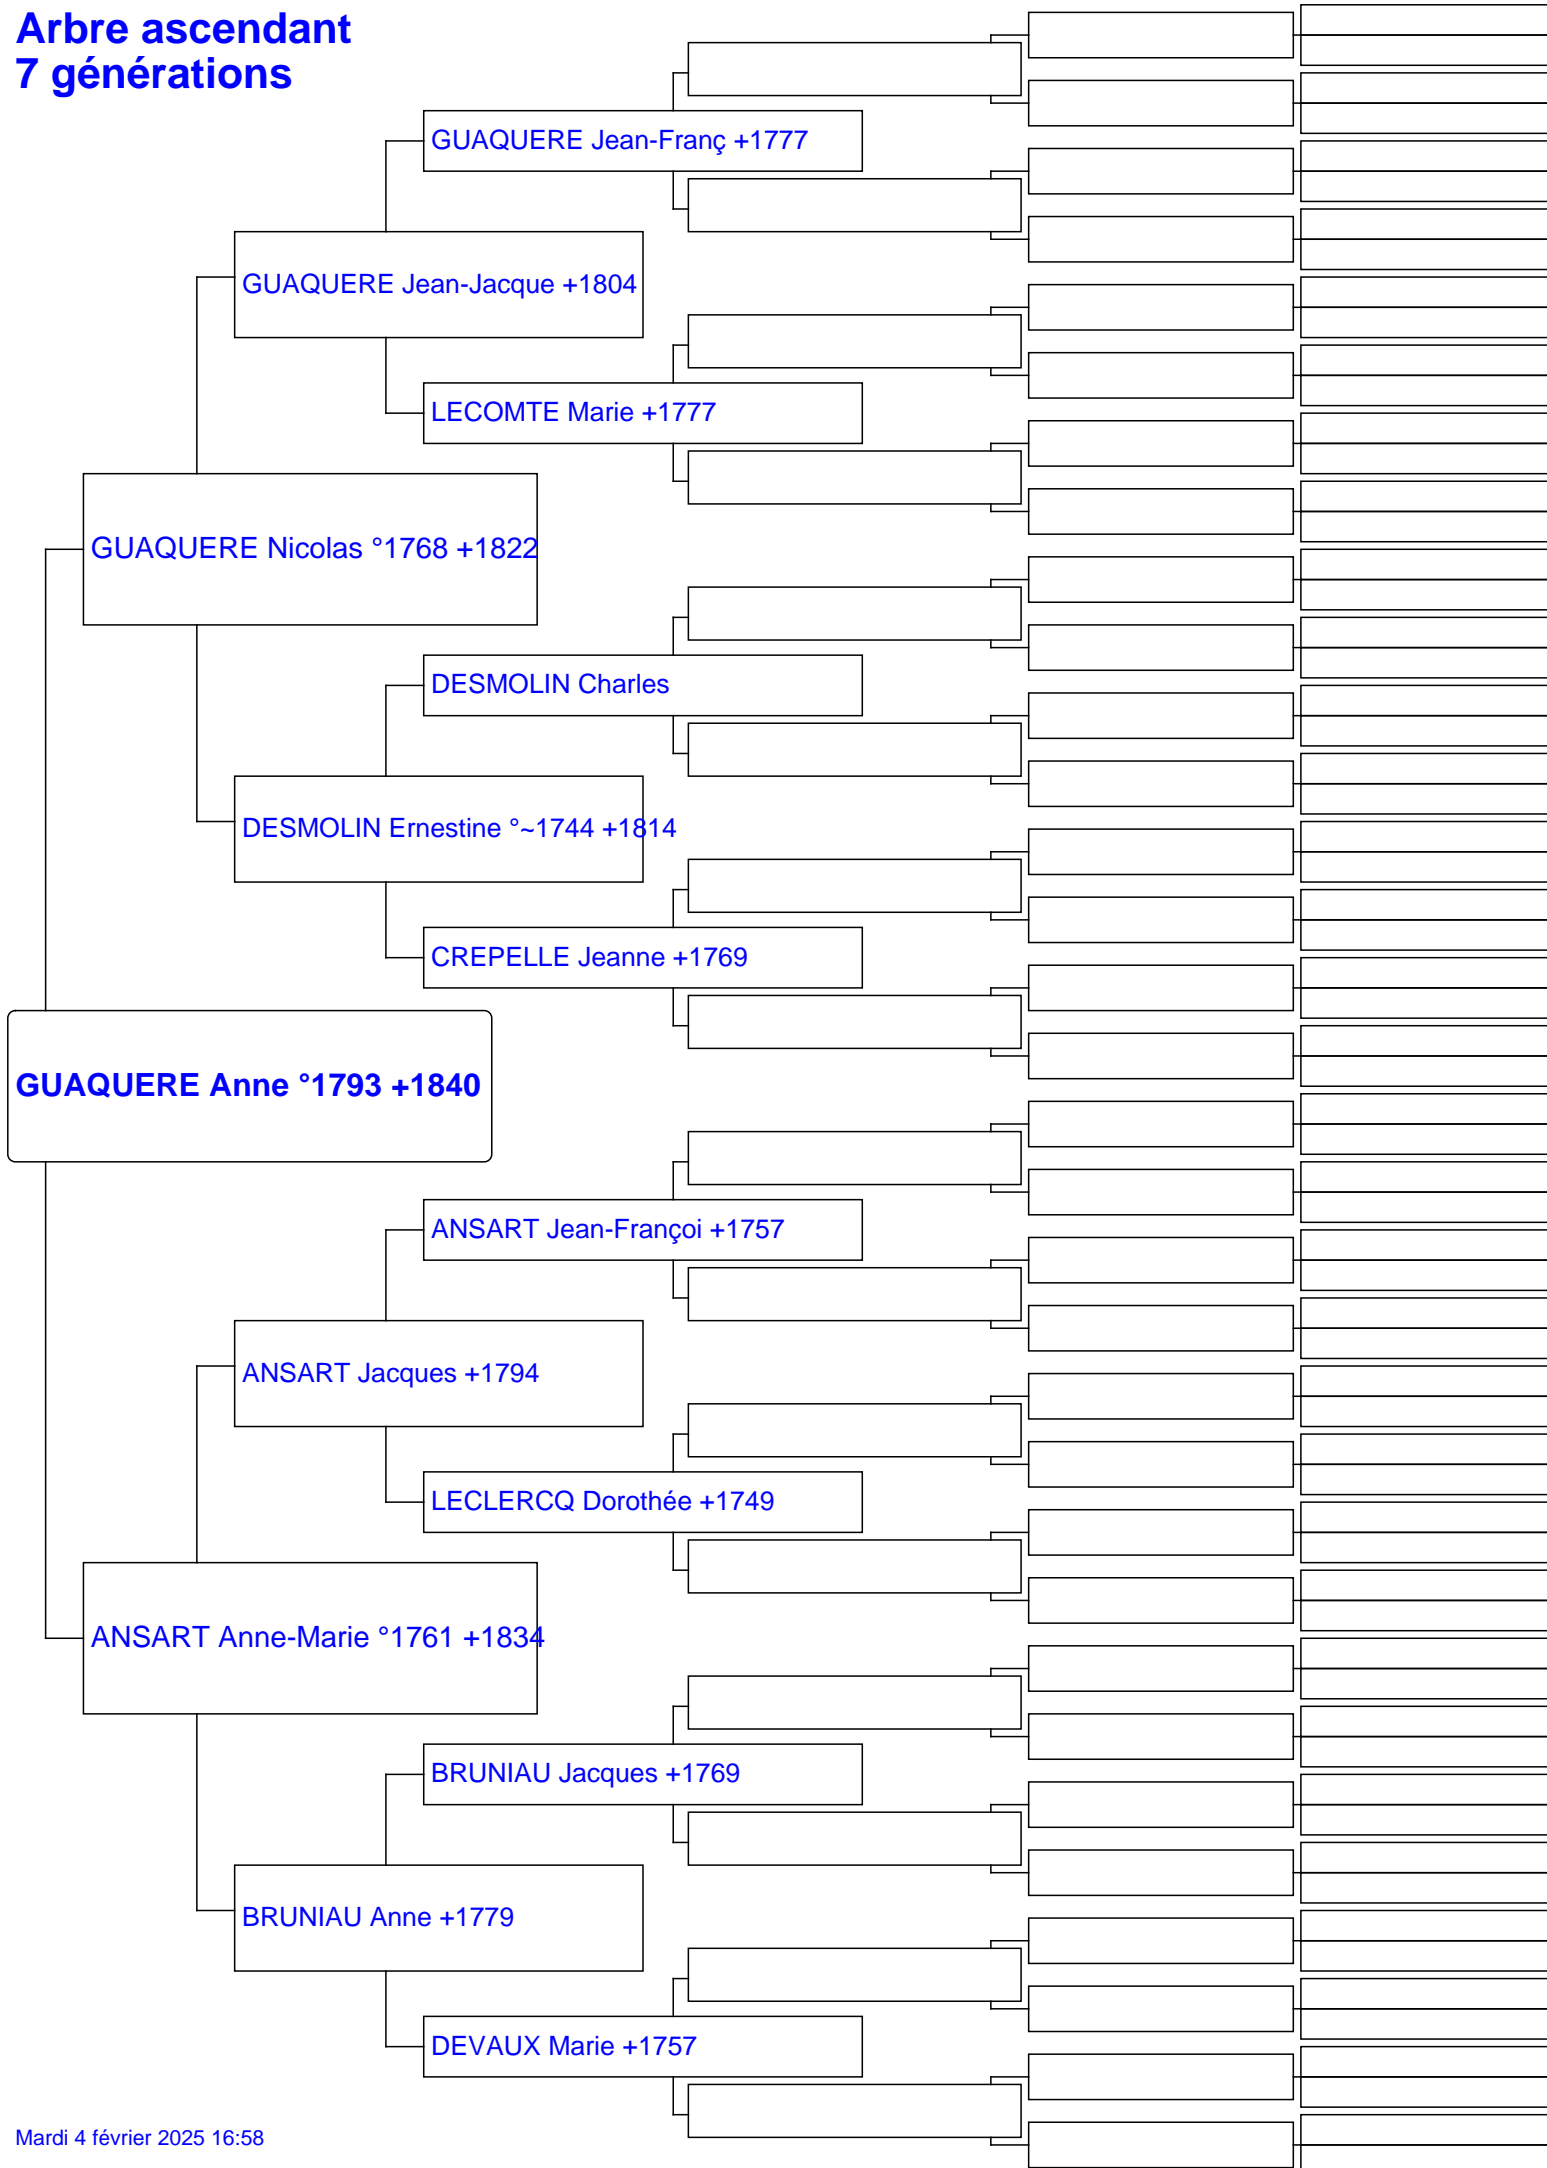 Arbre ascendant
7 générations
GUAQUERE Jean-Franç +1777
GUAQUERE Jean-Jacque +1804
LECOMTE Marie +1777
GUAQUERE Nicolas °1768 +1822
DESMOLIN Charles
DESMOLIN Ernestine °~1744 +1814
CREPELLE Jeanne +1769
GUAQUERE Anne °1793 +1840
ANSART Jean-Françoi +1757
ANSART Jacques +1794
LECLERCQ Dorothée +1749
ANSART Anne-Marie °1761 +1834
BRUNIAU Jacques +1769
BRUNIAU Anne +1779
DEVAUX Marie +1757
Mardi 4 février 2025 16:58